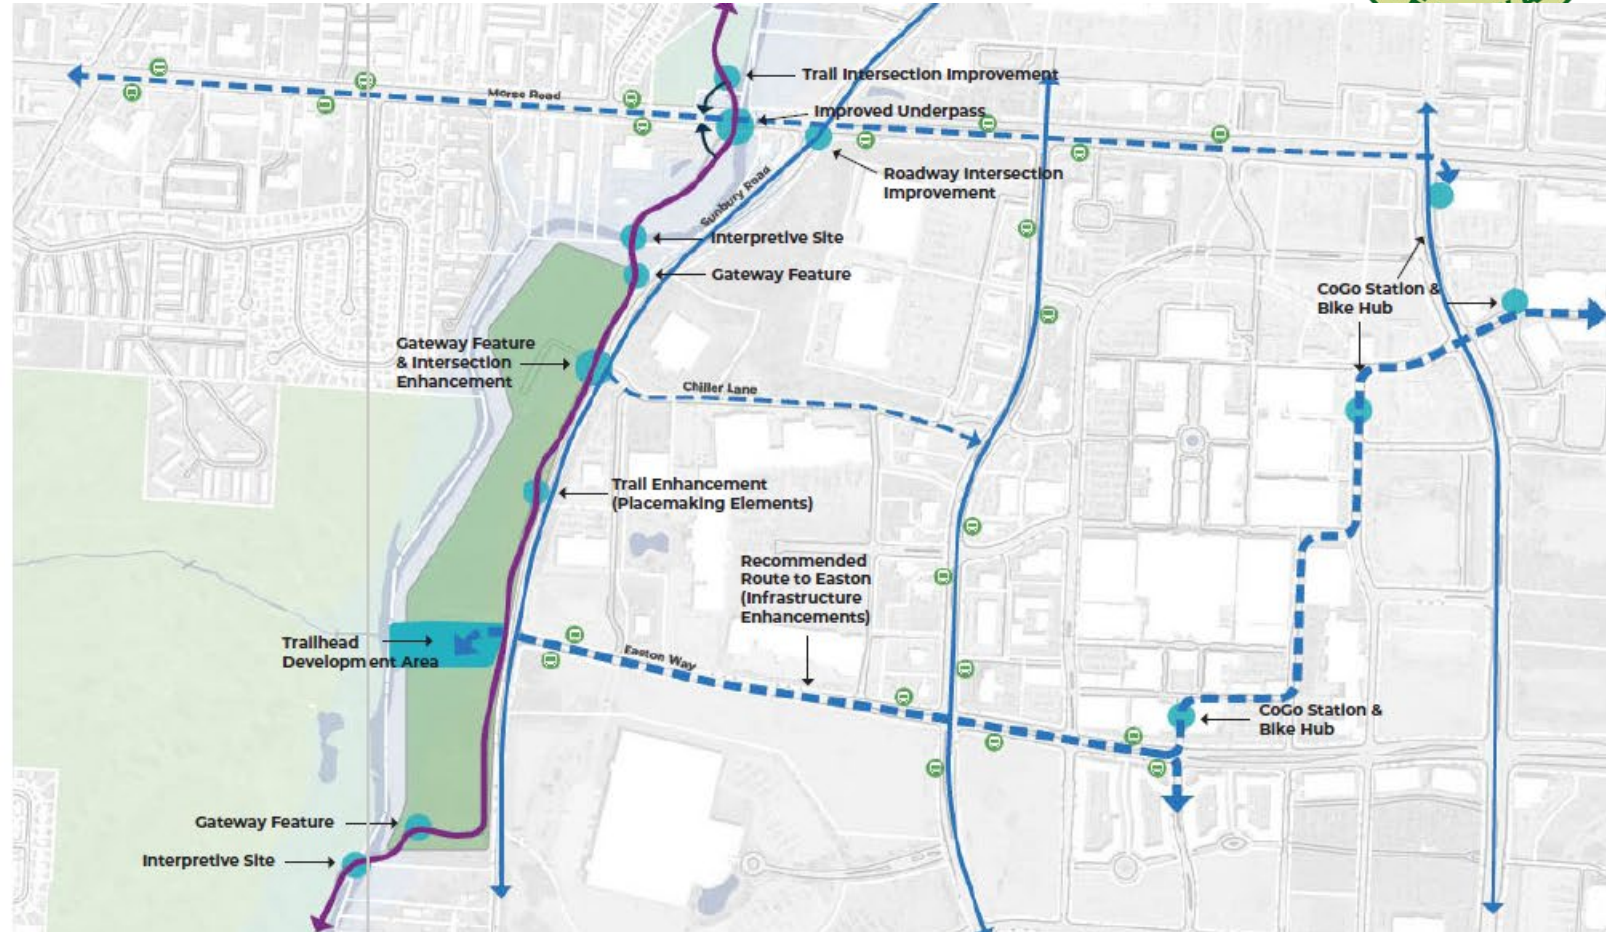 Trail Intersection Improvement
Morse Road
Improved Underpass
Roadway Intersection
Improvement
Sunbury Road
Interpretive Site
Gateway Feature
CoGo Station &
Bike Hub
Gateway Feature
& Intersection
Enhancement
Chiller Lane
Trail Enhancement
(Placemaking Elements)
Recommended
Route to Easton
(Infrastructure
Enhancements)
Trailhead
Development Area
Easton Way
CoGo Station &
Bike Hub
Gateway Feature
Interpretive Site